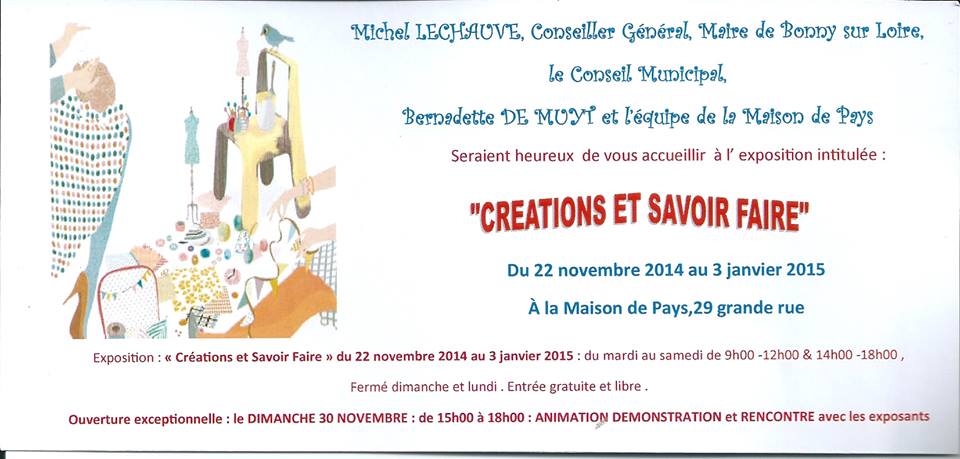 Michel LECHAUVE, Conseiller Général, Maire de Bonny sur Loire,
le Conseil Municipal,
Bernadette DE MUYT et l'équipe de la Maison de Pays
Seraient heureux de vous accueillir à l' exposition intitulée :
"CREATIONS ET SAVOIR FAIRE"
Du 22 novembre 2014 au 3 janvier 2015
À la Maison de Pays,29 grande rue
Exposition : « Créations et Savoir Faire » du 22 novembre 2014 au 3 janvier 2015 : du mardi au samedi de 9h00 -12h00 & 14h00 -18h00 ,
Fermé dimanche et lundi . Entrée gratuite et libre .
Ouverture exceptionnelle : le DIMANCHE 30 NOVEMBRE : de 15h00 à 18h00 : ANIMATION DEMONSTRATION et RENCONTRE avec les exposants